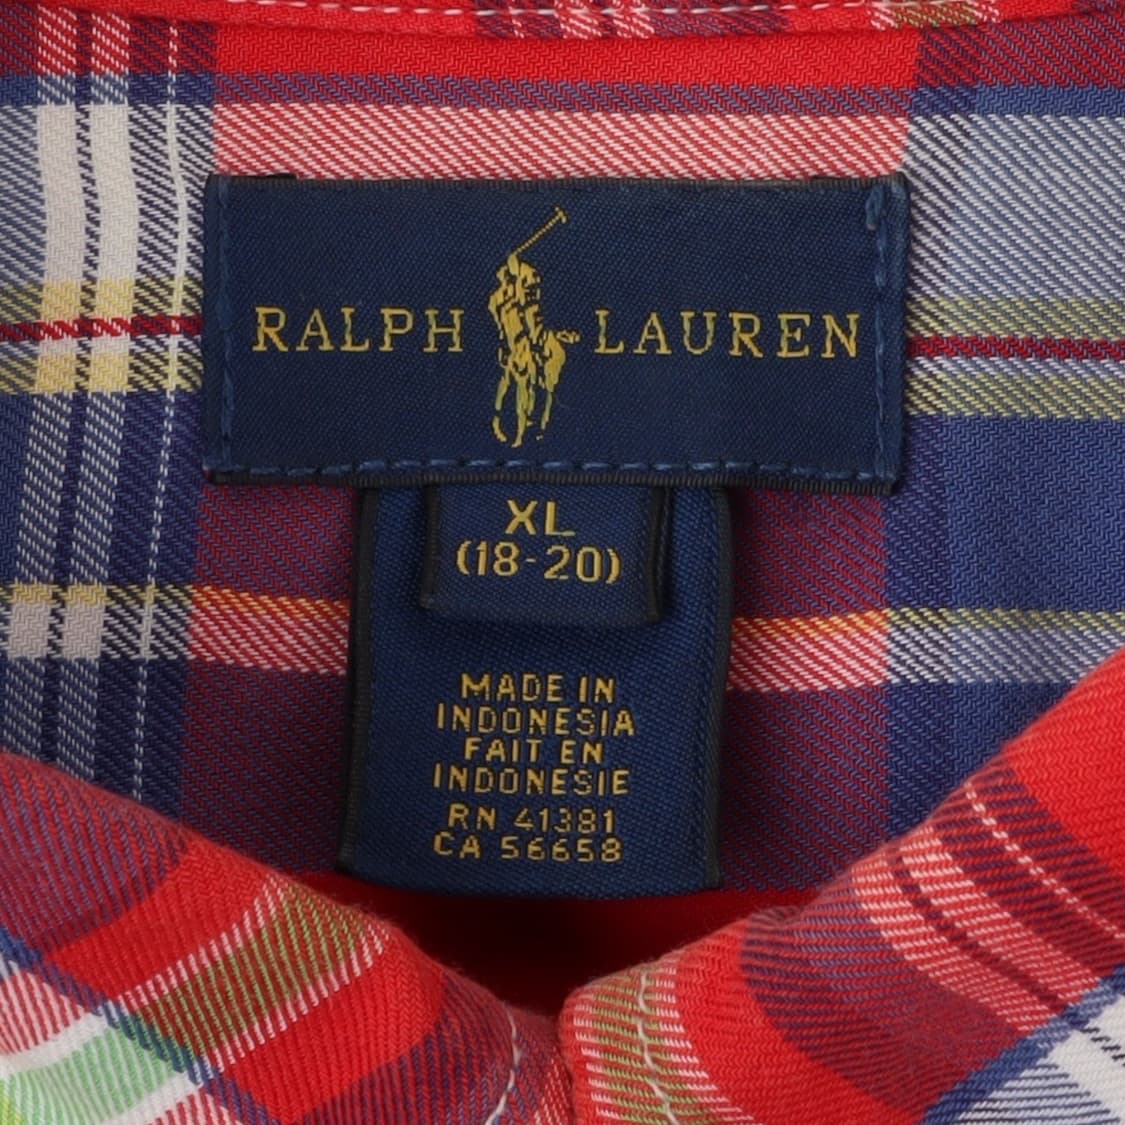 RALPH LAUREN
XL
(18-20)
MADE IN
INDONESIA
FAIT EN
INDONESIE
RN 41381
CA 56658